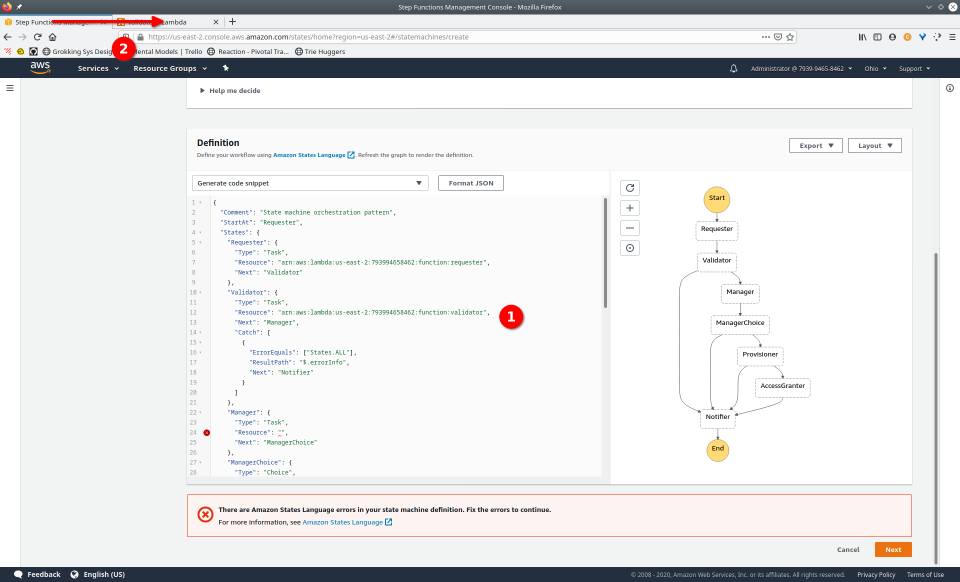 Step Functions Management Console - Mozilla Firefox
Step Functions Manage
Lambda
https://us-east-2.console.aws.amazon.com/states/home?region=us-east-2#/statemachines/create
2
Grokking Sys Desig
ental Models | Trello
Reaction - Pivotal Tra...
Trie Huggers
aws
Services
Resource Groups
Administrator @ 7939-9465-8462
Ohio
Support
Help me decide
Definition
Define your workflow using Amazon States Language. Refresh the graph to render the definition.
Export
Layout
Generate code snippet
Format JSON
1 {
2 "Comment": "State machine orchestration pattern",
3 "StartAt": "Requester",
4 "States": {
5 "Requester": {
6 "Type": "Task",
7 "Resource": "arn:aws:lambda:us-east-2:793994658462:function:requester",
8 "Next": "Validator"
9 },
10 "Validator": {
11 "Type": "Task",
12 "Resource": "arn:aws:lambda:us-east-2:793994658462:function:validator",
13 "Next": "Manager",
14 "Catch": [
15 {
16 "ErrorEquals": ["States.ALL"],
17 "ResultPath": "$.errorInfo",
18 "Next": "Notifier"
19 }
20 ]
21 },
22 "Manager": {
23 "Type": "Task",
24 "Resource": "",
25 "Next": "ManagerChoice"
26 },
27 "ManagerChoice": {
28 "Type": "Choice",
1
Start
Requester
Validator
Manager
ManagerChoice
Provisioner
AccessGranter
Notifier
End
There are Amazon States Language errors in your state machine definition. Fix the errors to continue.
For more information, see Amazon States Language
Cancel
Next
Feedback
English (US)
© 2008 - 2020, Amazon Web Services, Inc. or its affiliates. All rights reserved.
Privacy Policy
Terms of Use